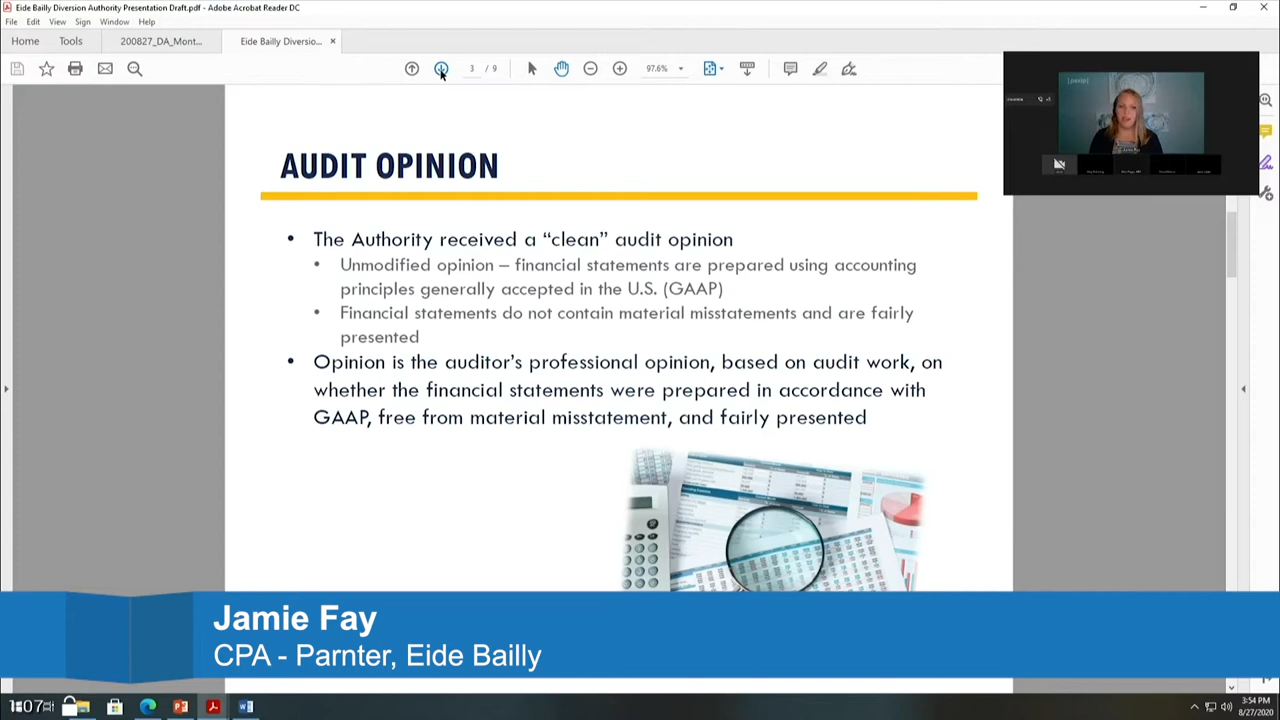 Eide Bailly Diversion Authority Presentation Draft.pdf - Adobe Acrobat Reader DC
File Edit View Sign Window Help
Home Tools 200827_DA_Mont... Eide Bailly Diversio... ×
3 / 9 97.6%
AUDIT OPINION
• The Authority received a “clean” audit opinion
• Unmodified opinion – financial statements are prepared using accounting
principles generally accepted in the U.S. (GAAP)
• Financial statements do not contain material misstatements and are fairly
presented
• Opinion is the auditor’s professional opinion, based on audit work, on
whether the financial statements were prepared in accordance with
GAAP, free from material misstatement, and fairly presented
Jamie Fay
CPA - Parnter, Eide Bailly
3:54 PM
8/27/2020